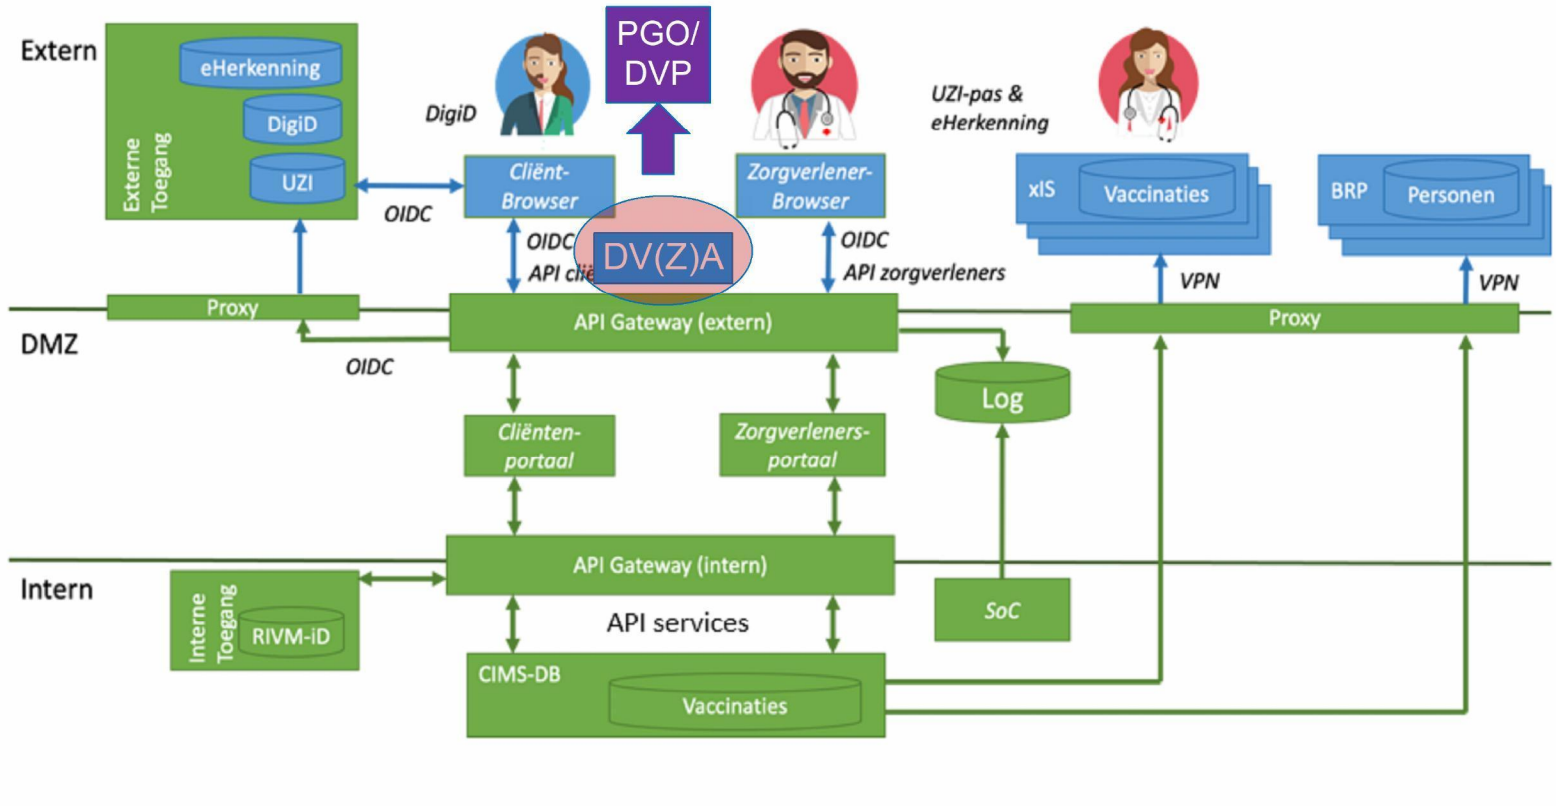 Extern
eHerkenning
DigiD
UZI
Externe
Toegang
DigiD
PGO/
DVP
UZI-pas &
eHerkenning
Cliënt-
Browser
Zorgverlener-
Browser
xIS
Vaccinaties
BRP
Personen
OIDC
OIDC
API clië
DV(Z)A
OIDC
API zorgverleners
VPN
VPN
Proxy
API Gateway (extern)
Proxy
DMZ
OIDC
Log
Cliënten-
portaal
Zorgverleners-
portaal
API Gateway (intern)
Intern
Interne
Toegang
RIVM-iD
API services
SoC
CIMS-DB
Vaccinaties